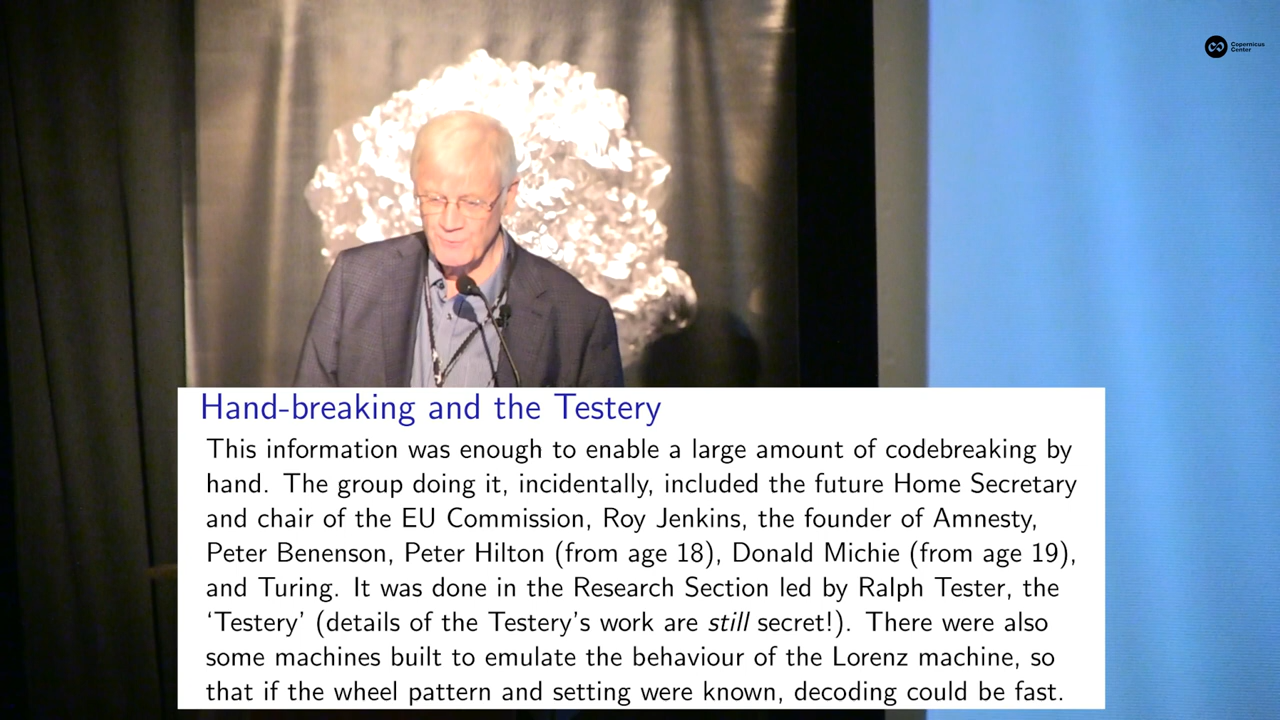 Copernicus
Center
Hand-breaking and the Testery
This information was enough to enable a large amount of codebreaking by
hand. The group doing it, incidentally, included the future Home Secretary
and chair of the EU Commission, Roy Jenkins, the founder of Amnesty,
Peter Benenson, Peter Hilton (from age 18), Donald Michie (from age 19),
and Turing. It was done in the Research Section led by Ralph Tester, the
‘Testery’ (details of the Testery’s work are still secret!). There were also
some machines built to emulate the behaviour of the Lorenz machine, so
that if the wheel pattern and setting were known, decoding could be fast.